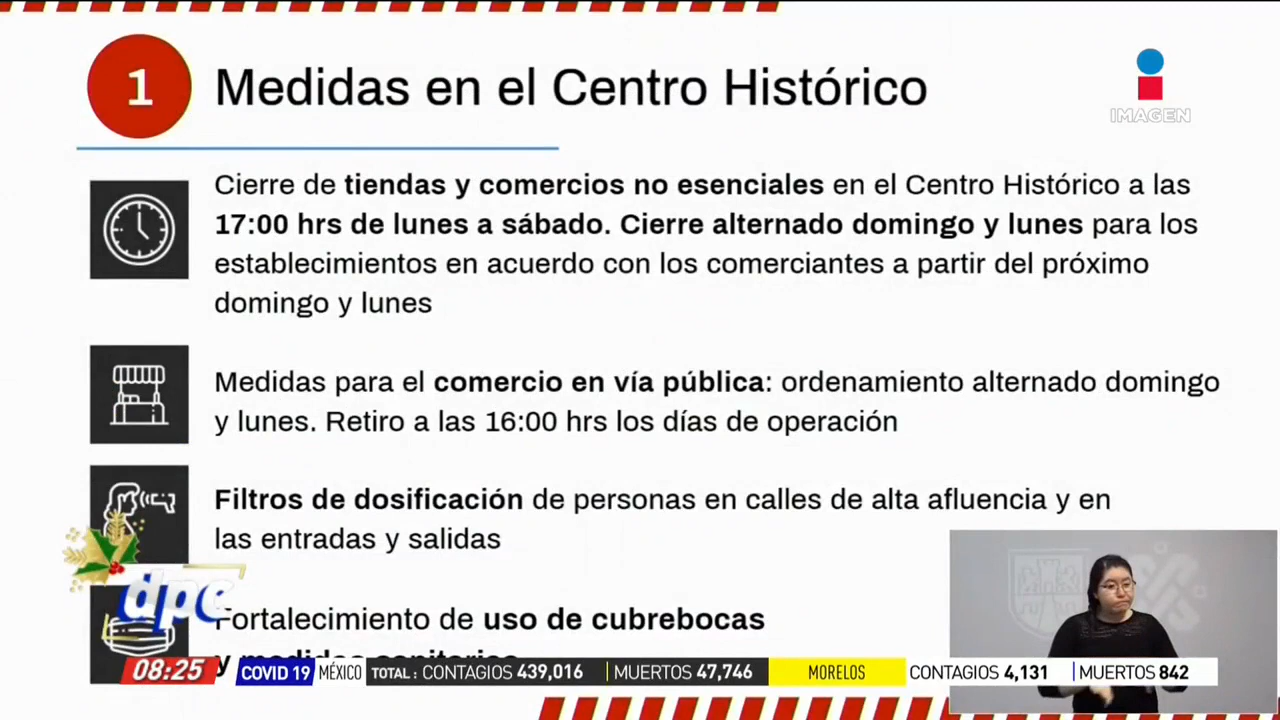 1 Medidas en el Centro Histórico
IMAGEN
Cierre de tiendas y comercios no esenciales en el Centro Histórico a las
17:00 hrs de lunes a sábado. Cierre alternado domingo y lunes para los
establecimientos en acuerdo con los comerciantes a partir del próximo
domingo y lunes
Medidas para el comercio en vía pública: ordenamiento alternado domingo
y lunes. Retiro a las 16:00 hrs los días de operación
Filtros de dosificación de personas en calles de alta afluencia y en
las entradas y salidas
dpc
Fortalecimiento de uso de cubrebocas
y medidas sanitarias
08:25 COVID 19 MÉXICO TOTAL: CONTAGIOS 439,016 MUERTOS 47,746 MORELOS CONTAGIOS 4,131 MUERTOS 842